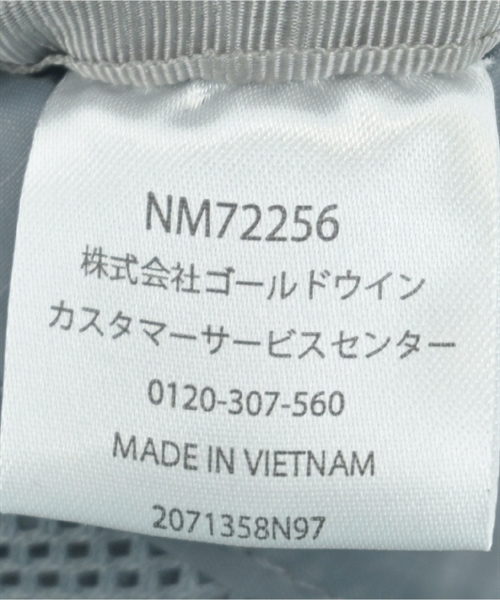 NM72256
株式会社ゴールドウイン
カスタマーサービスセンター
0120-307-560
MADE IN VIETNAM
2071358N97